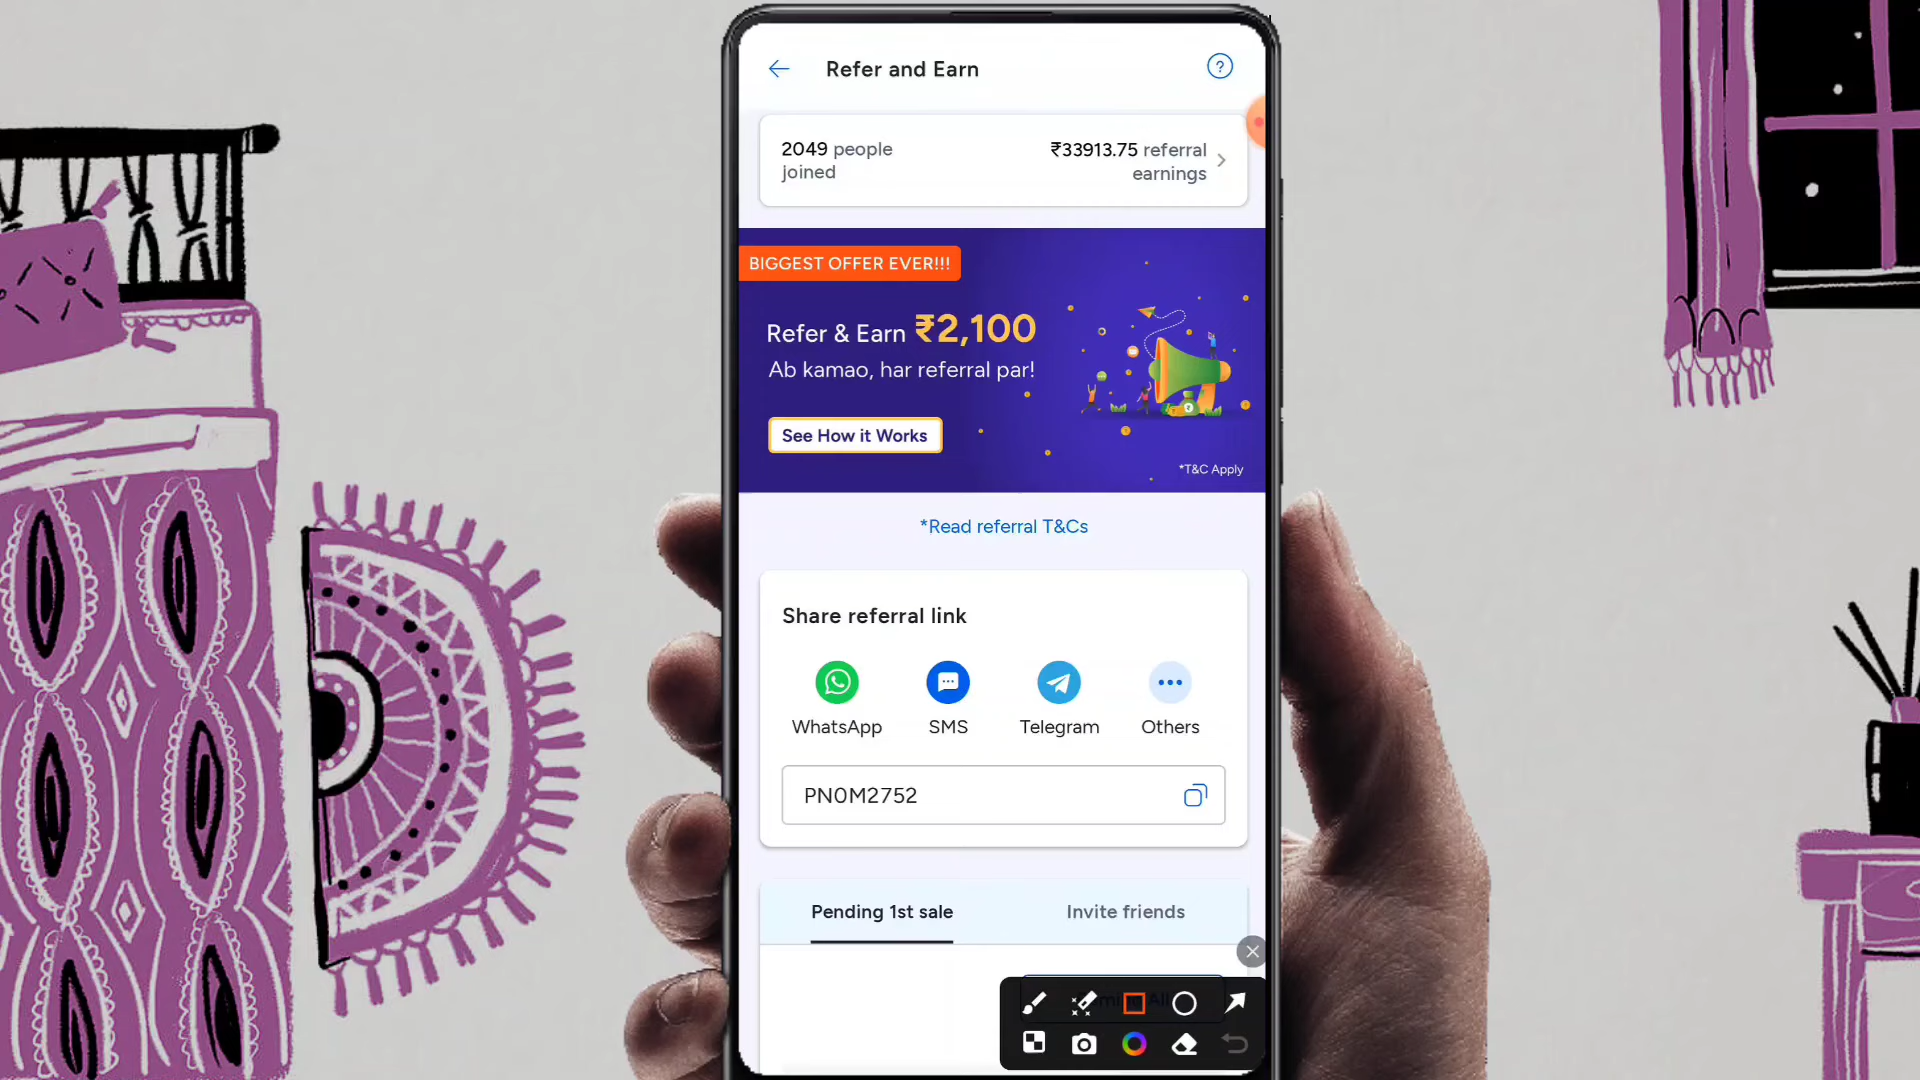 Refer and Earn
?
2049 people joined
₹33913.75 referral earnings
BIGGEST OFFER EVER!!!
Refer & Earn ₹2,100
Ab kamao, har referral par!
See How it Works
*T&C Apply
*Read referral T&Cs
Share referral link
WhatsApp
SMS
Telegram
Others
PN0M2752
Pending 1st sale
Invite friends